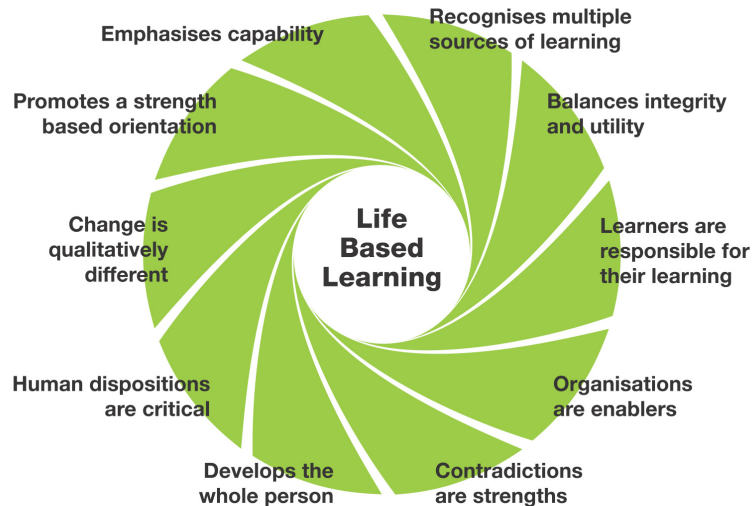 Emphasises capability
Recognises multiple
sources of learning
Promotes a strength
based orientation
Balances integrity
and utility
Life
Based
Learning
Change is
qualitatively
different
Learners are
responsible for
their learning
Human dispositions
are critical
Organisations
are enablers
Develops the
whole person
Contradictions
are strengths